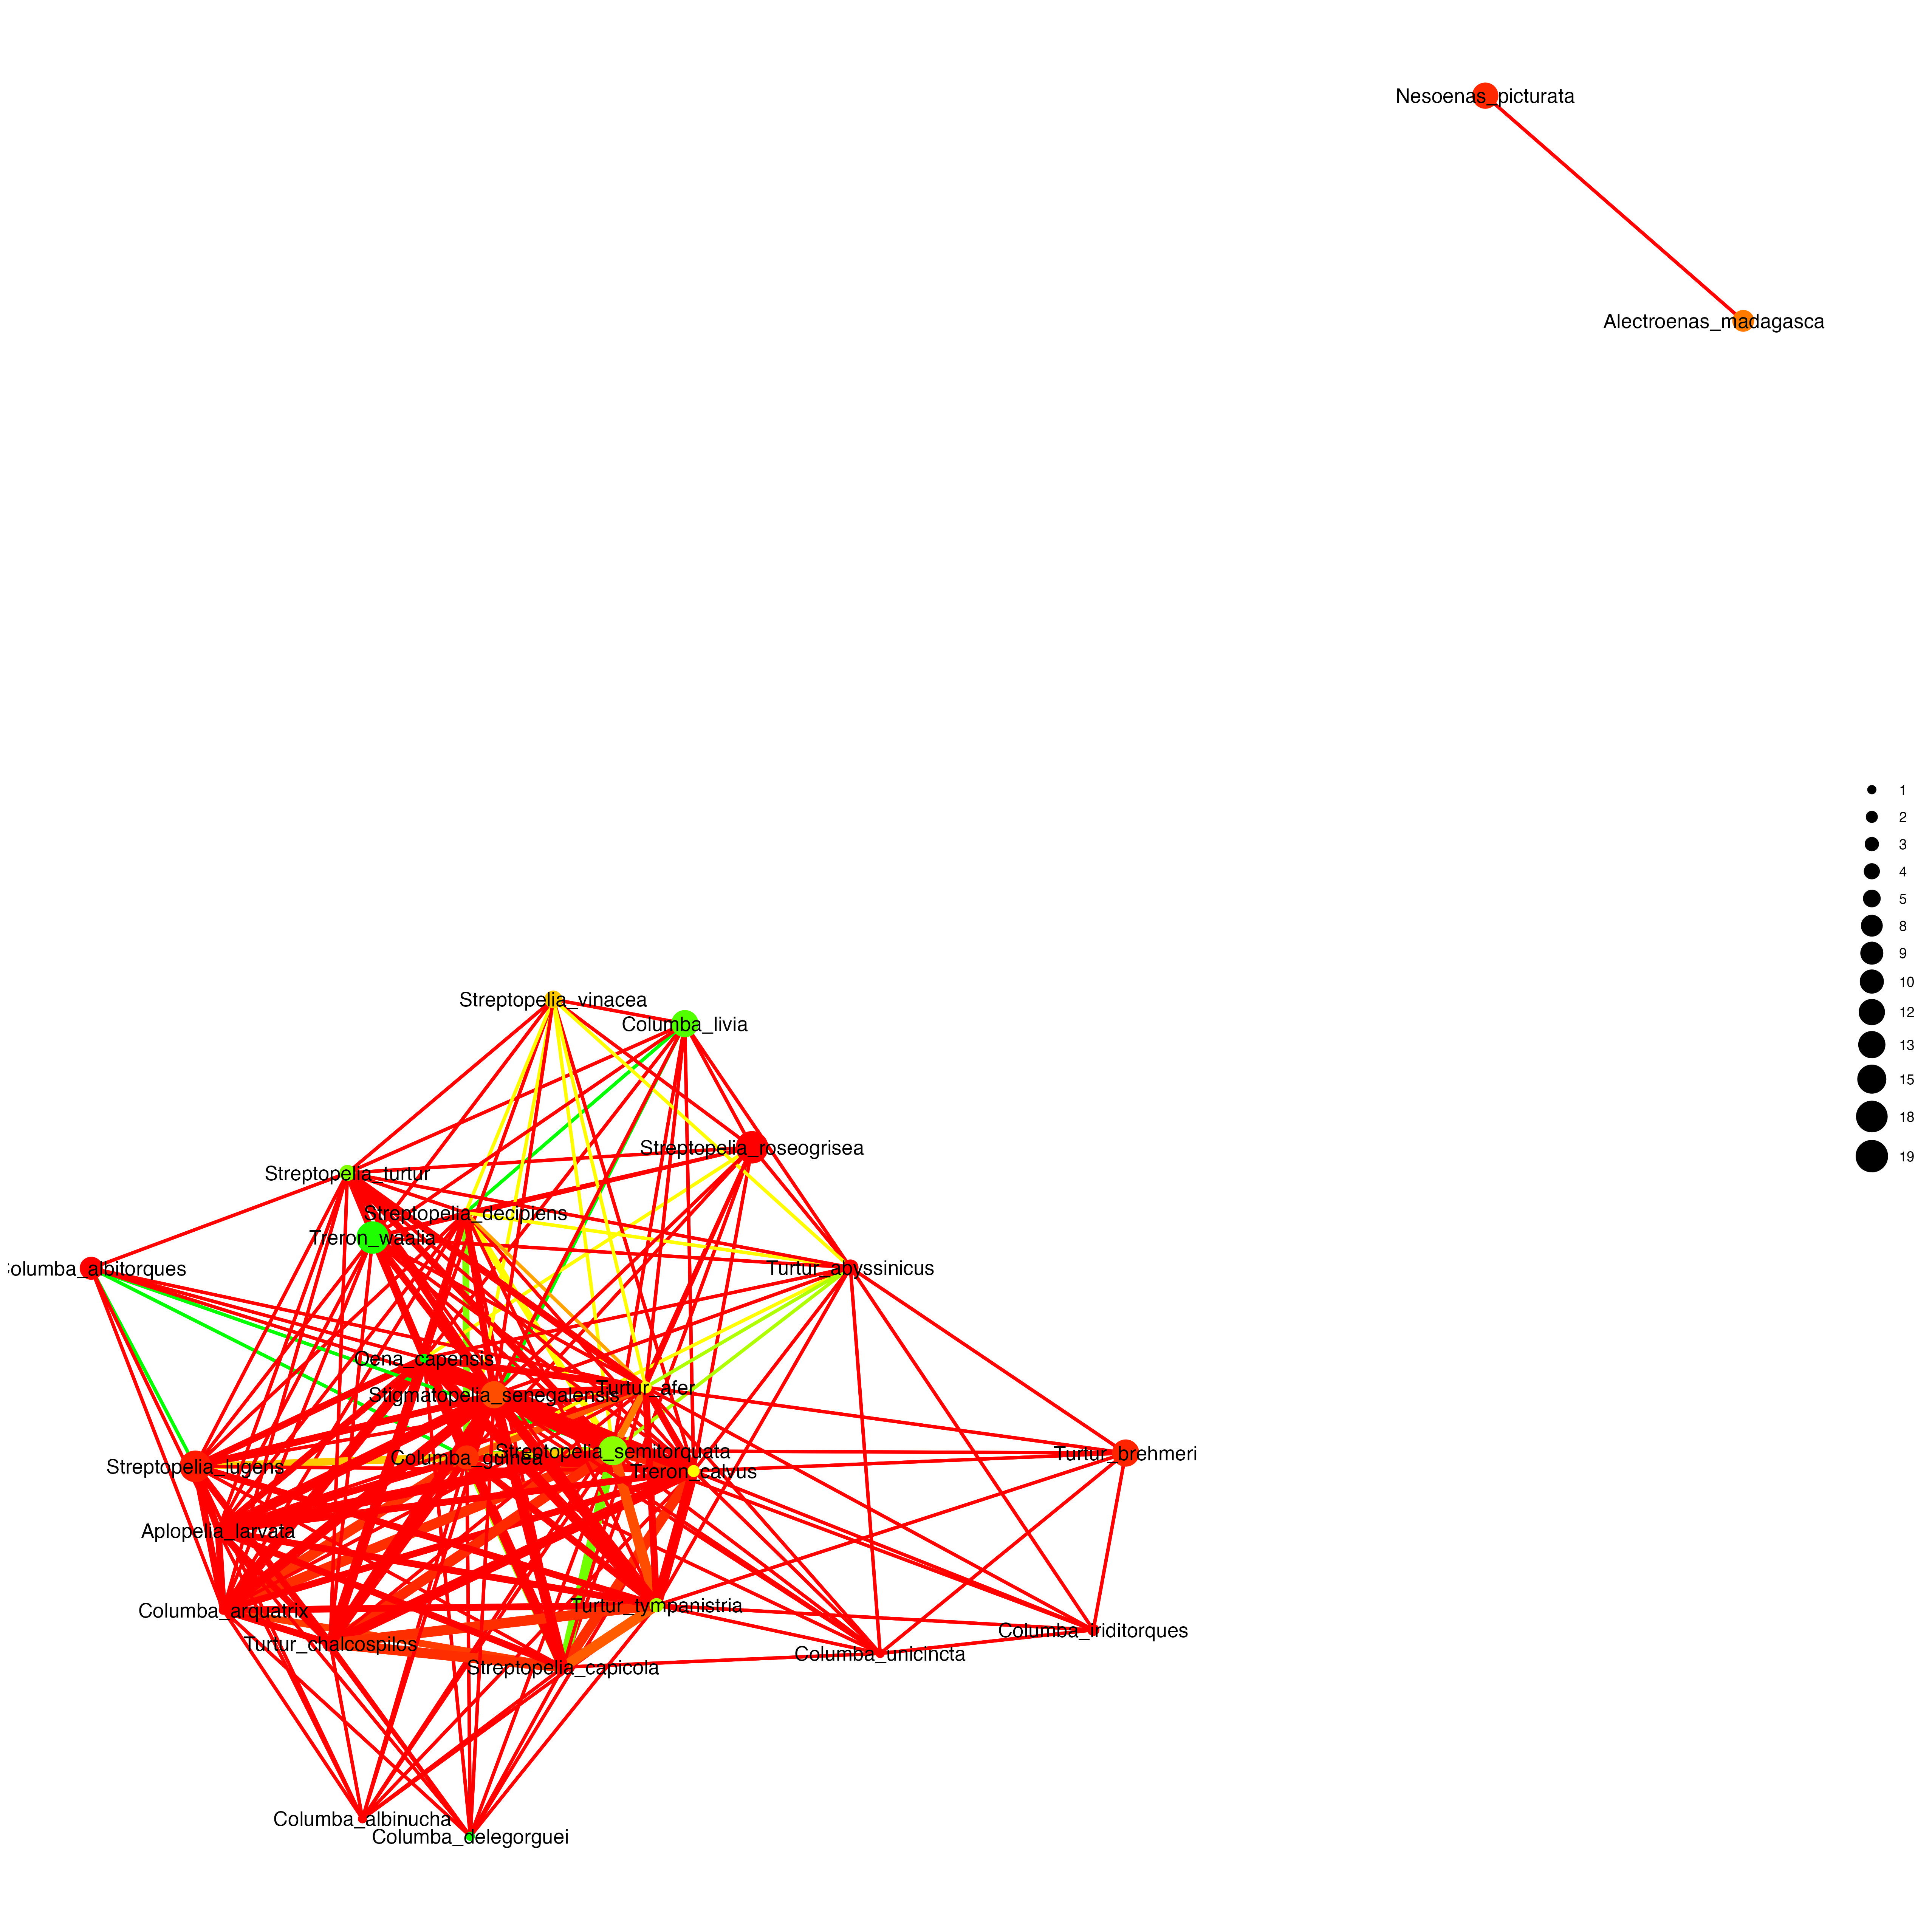 Nesoenas_picturata
Alectroenas_madagasca
1
2
3
4
5
8
9
10
12
13
15
18
19
Streptopelia_vinacea
Columba_livia
Streptopelia_roseogrisea
Streptopelia_turtur
Streptopelia_decipiens
Treron_waalia
Columba_albitorques
Turtur_abyssinicus
Oena_capensis
Stigmatopelia_senegalensis
Turtur_afer
Streptopelia_semitorquata
Columba_guinea
Turtur_brehmeri
Streptopelia_lugens
Treron_calvus
Aplopelia_larvata
Turtur_tympanistria
Columba_arquatrix
Columba_iriditorques
Turtur_chalcospilos
Columba_unicincta
Streptopelia_capicola
Columba_albinucha
Columba_delegorguei